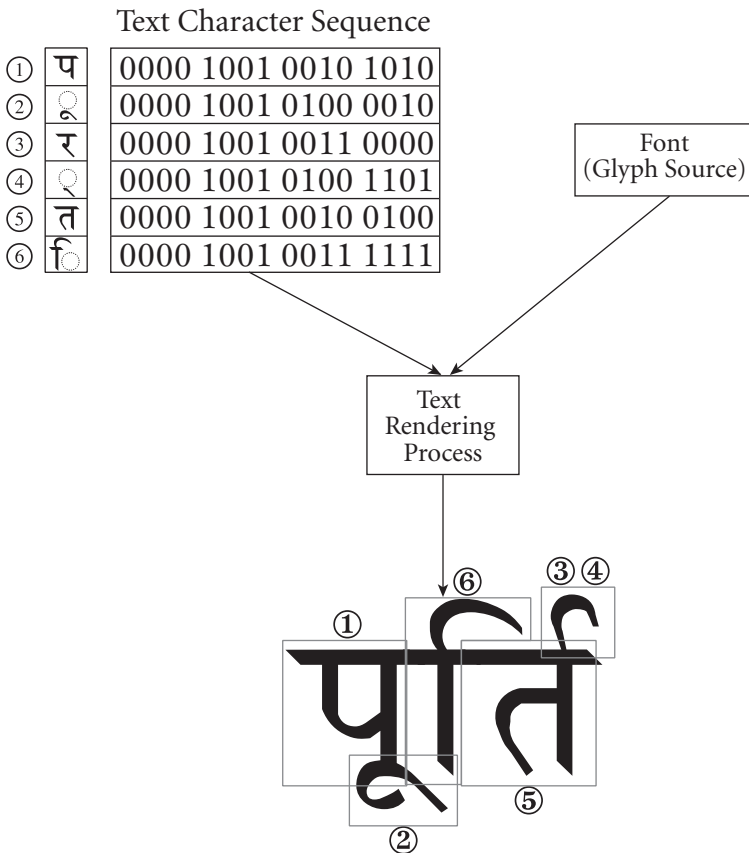 Text Character Sequence
① प 0000 1001 0010 1010
② ू 0000 1001 0100 0010
③ र 0000 1001 0011 0000
④ ् 0000 1001 0100 1101
⑤ त 0000 1001 0010 0100
⑥ ि 0000 1001 0011 1111
Font
(Glyph Source)
Text
Rendering
Process
③ ④
⑥
①
पूर्ति
⑤
②